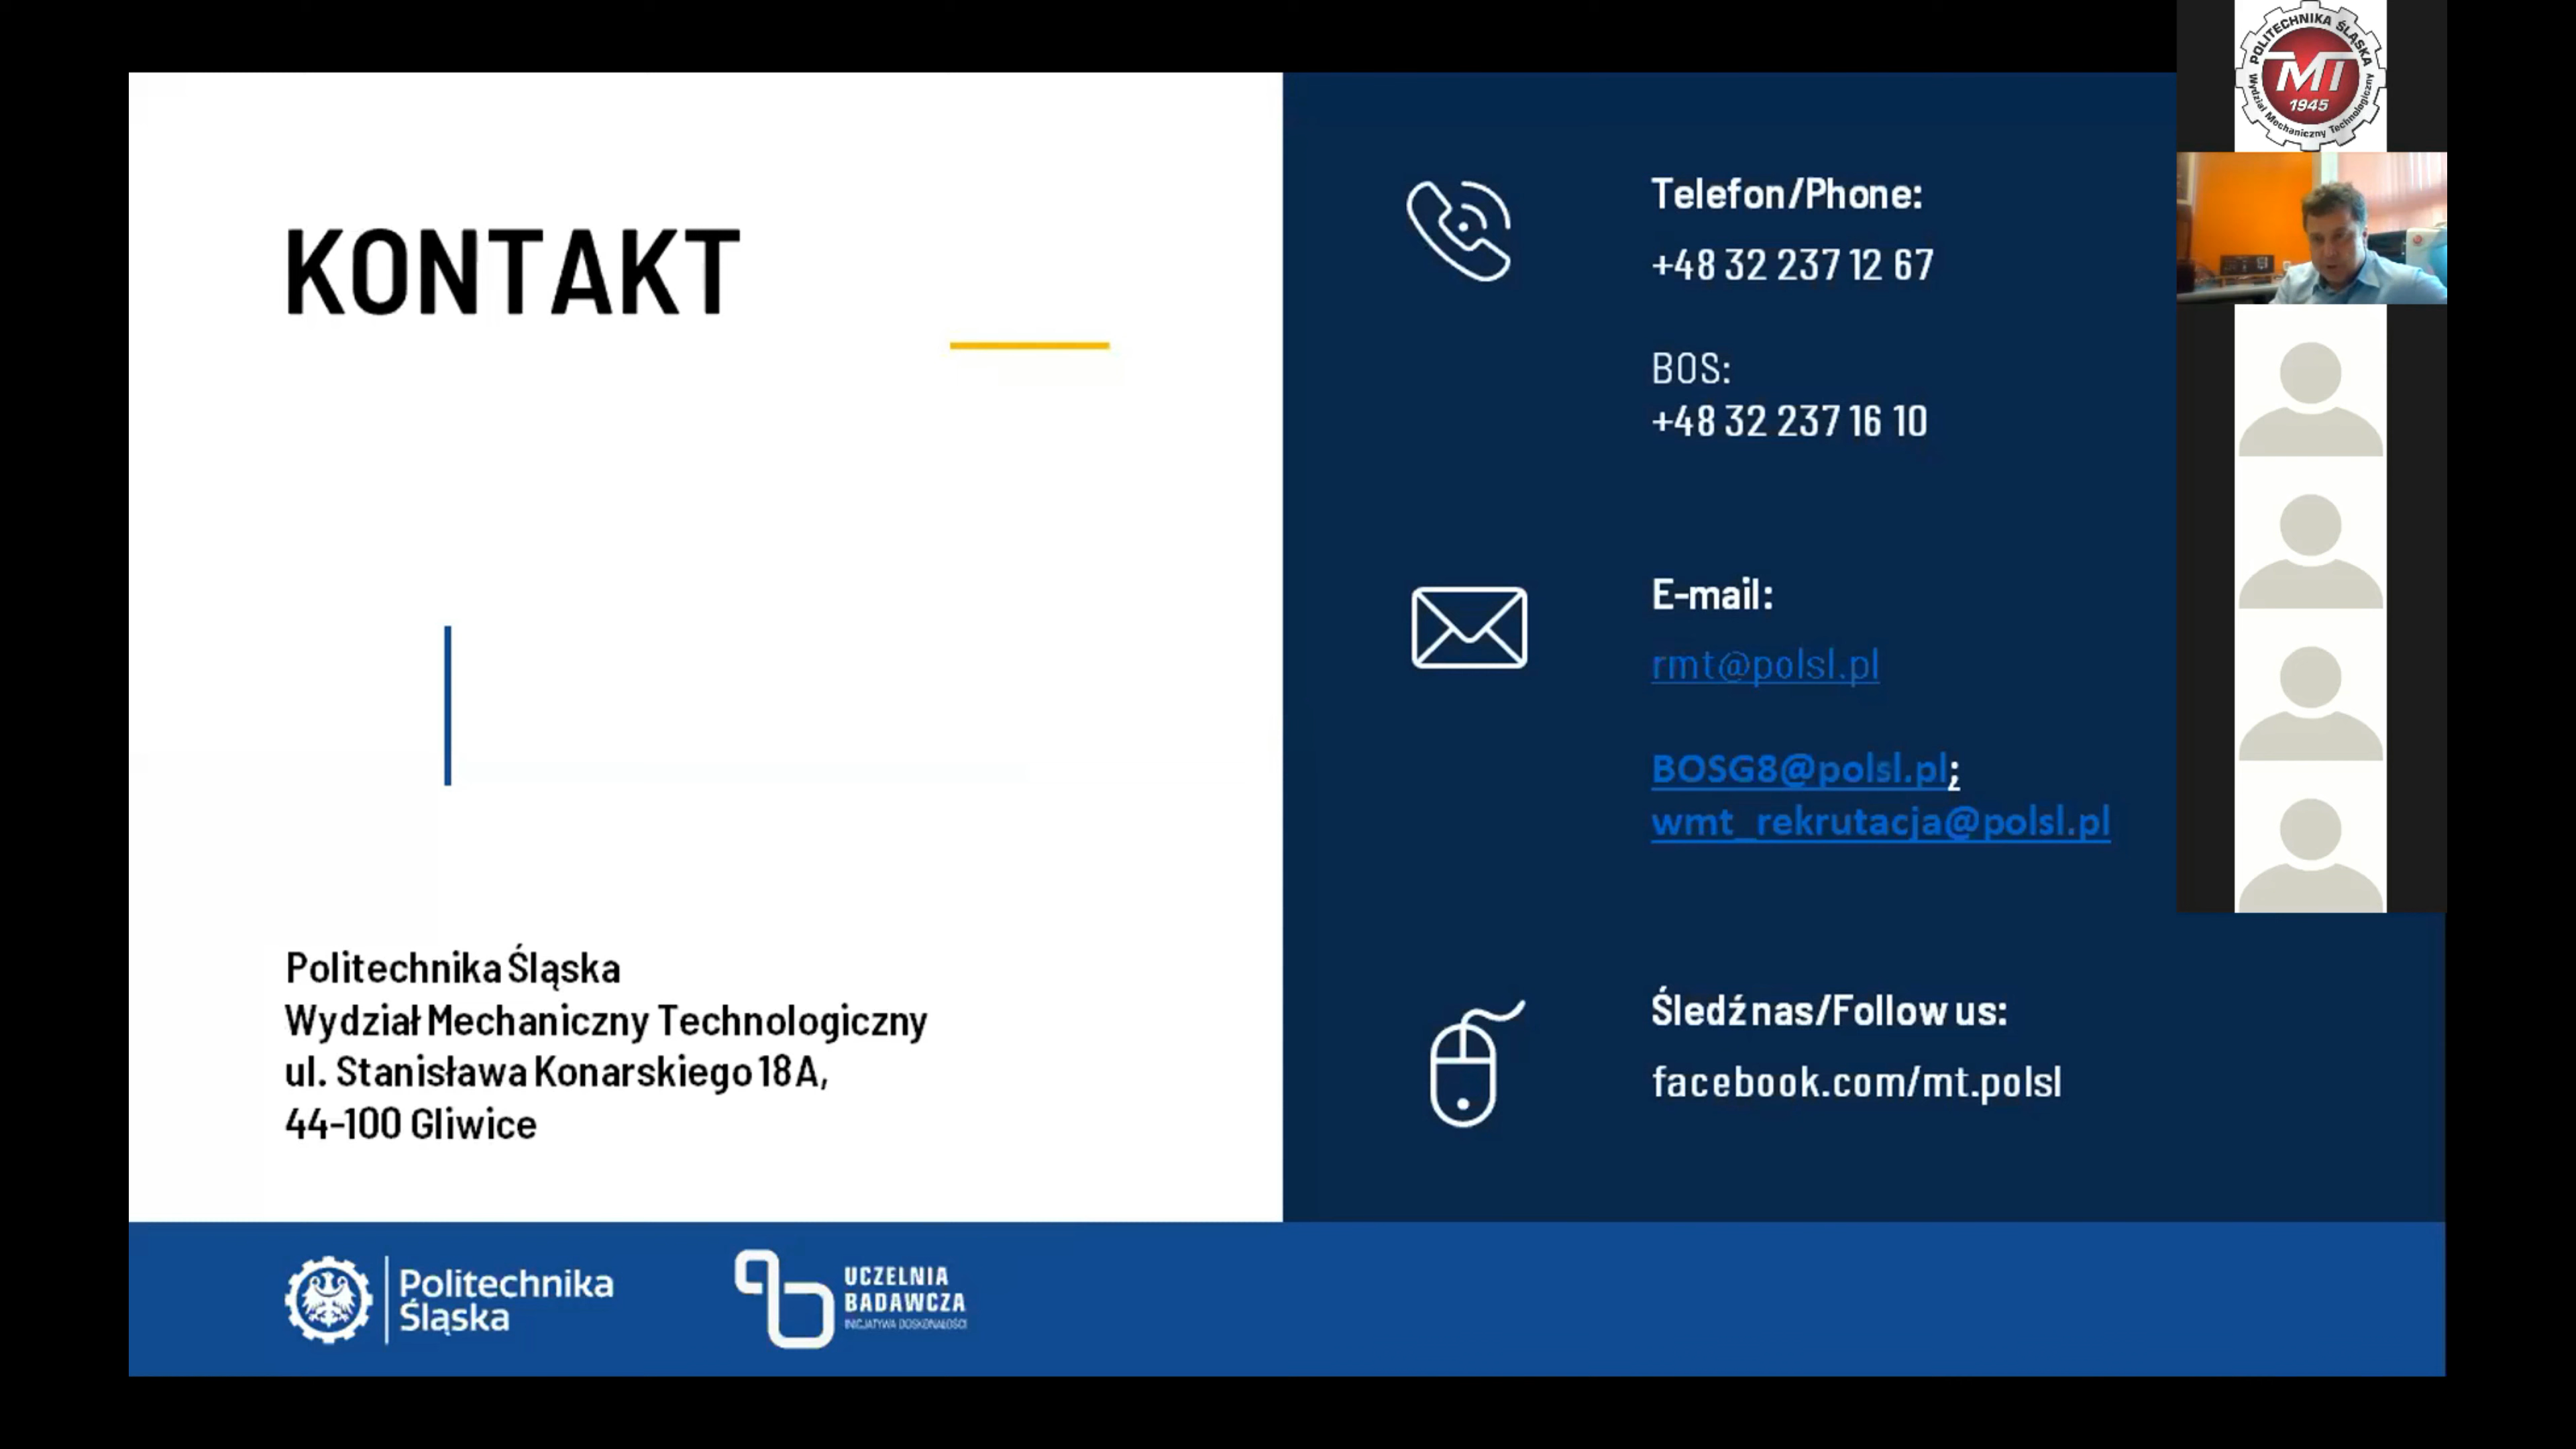 KONTAKT
Politechnika Śląska
Wydział Mechaniczny Technologiczny
ul. Stanisława Konarskiego 18A,
44-100 Gliwice
Telefon/Phone:
+48 32 237 12 67
BOS:
+48 32 237 16 10
E-mail:
rmt@polsl.pl
BOSG8@polsl.pl;
wmt_rekrutacja@polsl.pl
Śledź nas/Follow us:
facebook.com/mt.polsl
Politechnika
Śląska
UCZELNIA
BADAWCZA
INICJATYWA DOSKONAŁOŚCI
POLITECHNIKA ŚLĄSKA
MT
1945
Wydział Mechaniczny Technologiczny